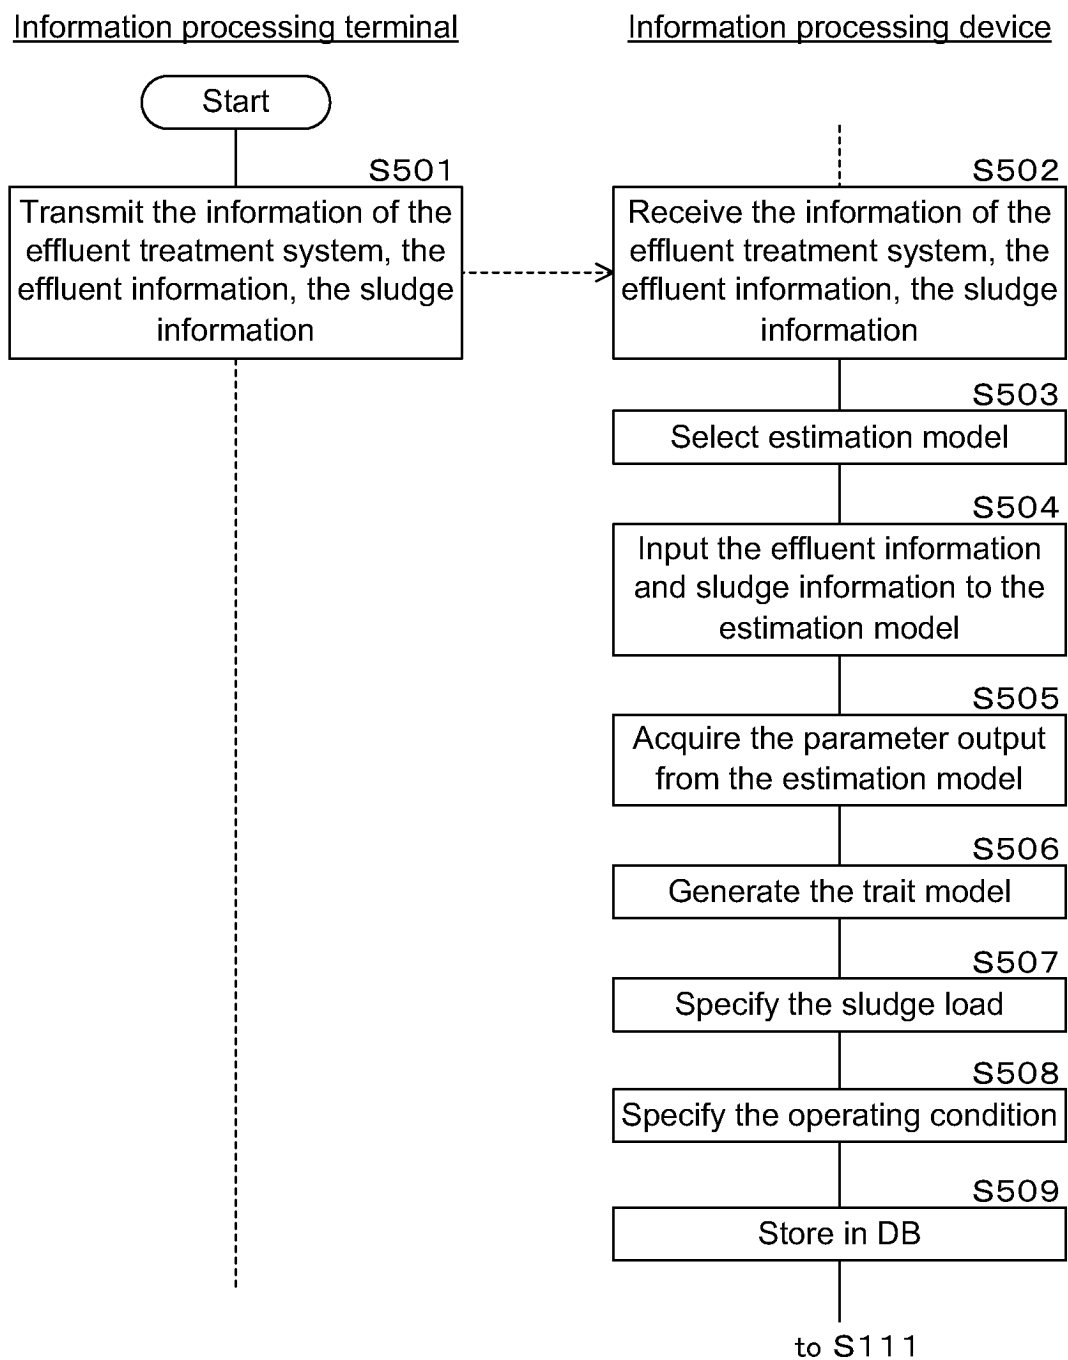 Information processing terminal
Information processing device
Start
S501
Transmit the information of the
effluent treatment system, the
effluent information, the sludge
information
S502
Receive the information of the
effluent treatment system, the
effluent information, the sludge
information
S503
Select estimation model
S504
Input the effluent information
and sludge information to the
estimation model
S505
Acquire the parameter output
from the estimation model
S506
Generate the trait model
S507
Specify the sludge load
S508
Specify the operating condition
S509
Store in DB
to S111